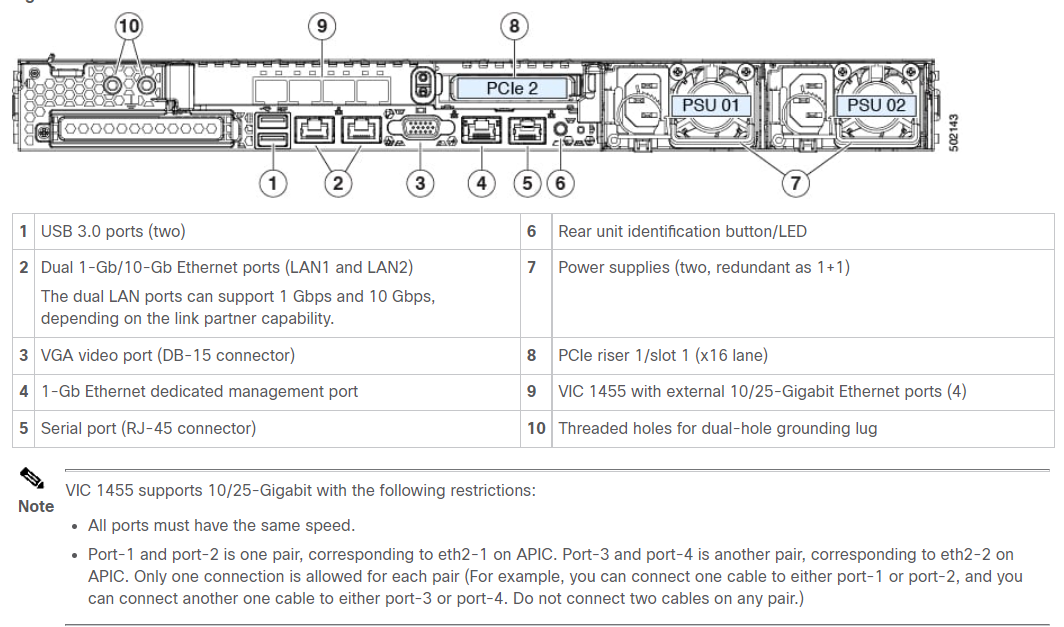 10
9
8
PCIe 2
PSU 01
PSU 02
502143
1
2
3
4
5
6
7
1 USB 3.0 ports (two)
6 Rear unit identification button/LED
2 Dual 1-Gb/10-Gb Ethernet ports (LAN1 and LAN2)
The dual LAN ports can support 1 Gbps and 10 Gbps,
depending on the link partner capability.
7 Power supplies (two, redundant as 1+1)
3 VGA video port (DB-15 connector)
8 PCIe riser 1/slot 1 (x16 lane)
4 1-Gb Ethernet dedicated management port
9 VIC 1455 with external 10/25-Gigabit Ethernet ports (4)
5 Serial port (RJ-45 connector)
10 Threaded holes for dual-hole grounding lug
Note
VIC 1455 supports 10/25-Gigabit with the following restrictions:
• All ports must have the same speed.
• Port-1 and port-2 is one pair, corresponding to eth2-1 on APIC. Port-3 and port-4 is another pair, corresponding to eth2-2 on
APIC. Only one connection is allowed for each pair (For example, you can connect one cable to either port-1 or port-2, and you
can connect another one cable to either port-3 or port-4. Do not connect two cables on any pair.)